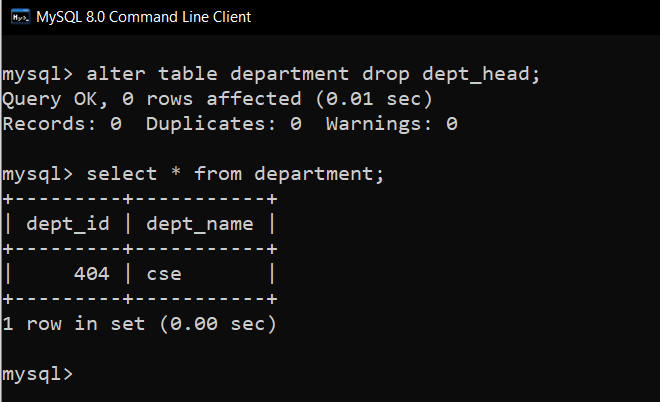 MySQL 8.0 Command Line Client
mysql> alter table department drop dept_head;
Query OK, 0 rows affected (0.01 sec)
Records: 0  Duplicates: 0  Warnings: 0
mysql> select * from department;
+---------+-----------+
| dept_id | dept_name |
+---------+-----------+
|     404 | cse       |
+---------+-----------+
1 row in set (0.00 sec)
mysql>